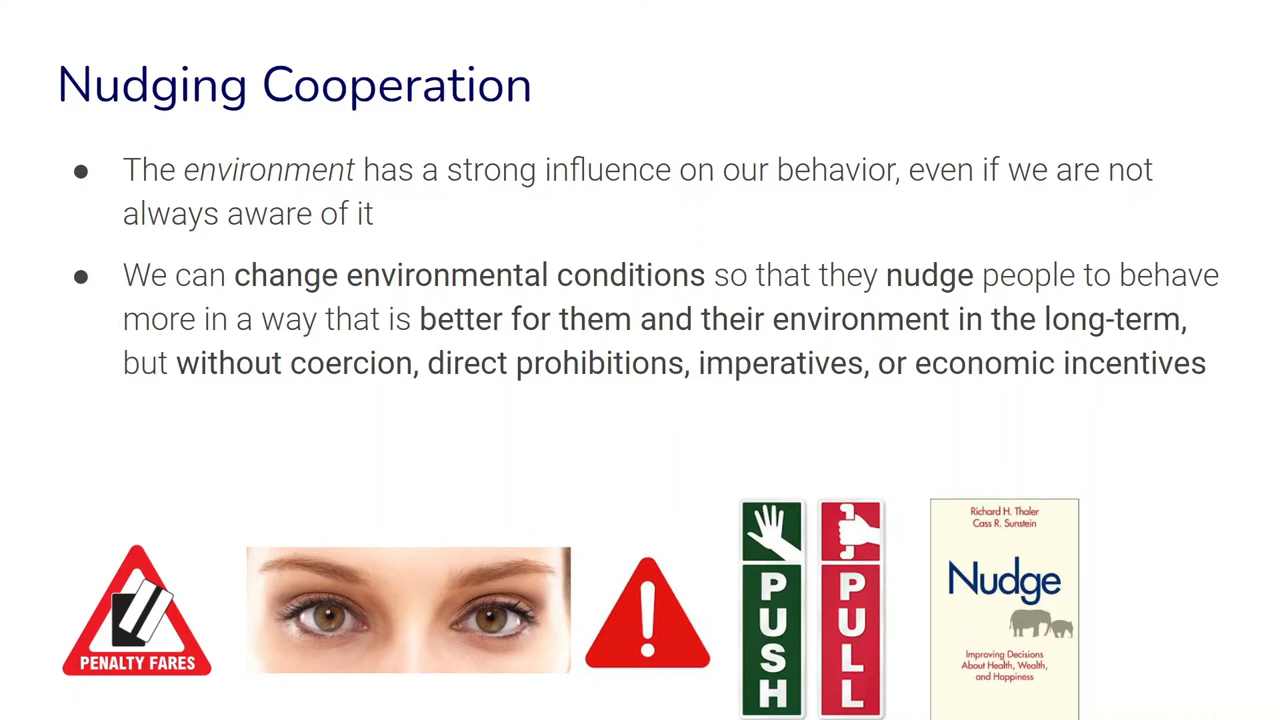 Nudging Cooperation
● The environment has a strong influence on our behavior, even if we are not
always aware of it
● We can change environmental conditions so that they nudge people to behave
more in a way that is better for them and their environment in the long-term,
but without coercion, direct prohibitions, imperatives, or economic incentives
PENALTY FARES
PUSH
PULL
Richard H. Thaler
Cass R. Sunstein
Nudge
Improving Decisions
About Health, Wealth,
and Happiness